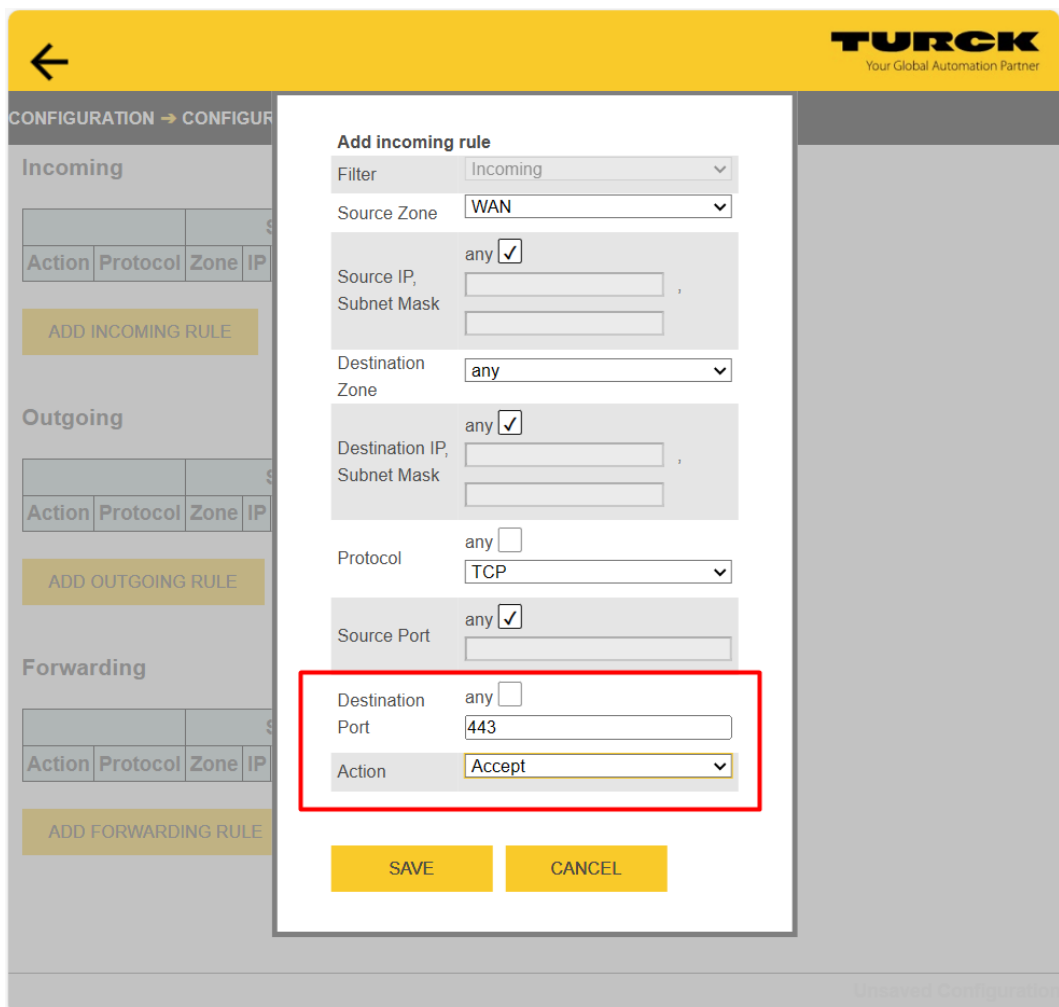 TURCK
Your Global Automation Partner
CONFIGURATION ➔ CONFIGUR
Incoming
S
Action Protocol Zone IP
ADD INCOMING RULE
Outgoing
S
Action Protocol Zone IP
ADD OUTGOING RULE
Forwarding
S
Action Protocol Zone IP
ADD FORWARDING RULE
Add incoming rule
Filter Incoming
Source Zone WAN
Source IP, Subnet Mask any ,
Destination Zone any
Destination IP, Subnet Mask any ,
Protocol any
TCP
Source Port any
Destination Port any
443
Action Accept
SAVE CANCEL
Unsaved Configuration